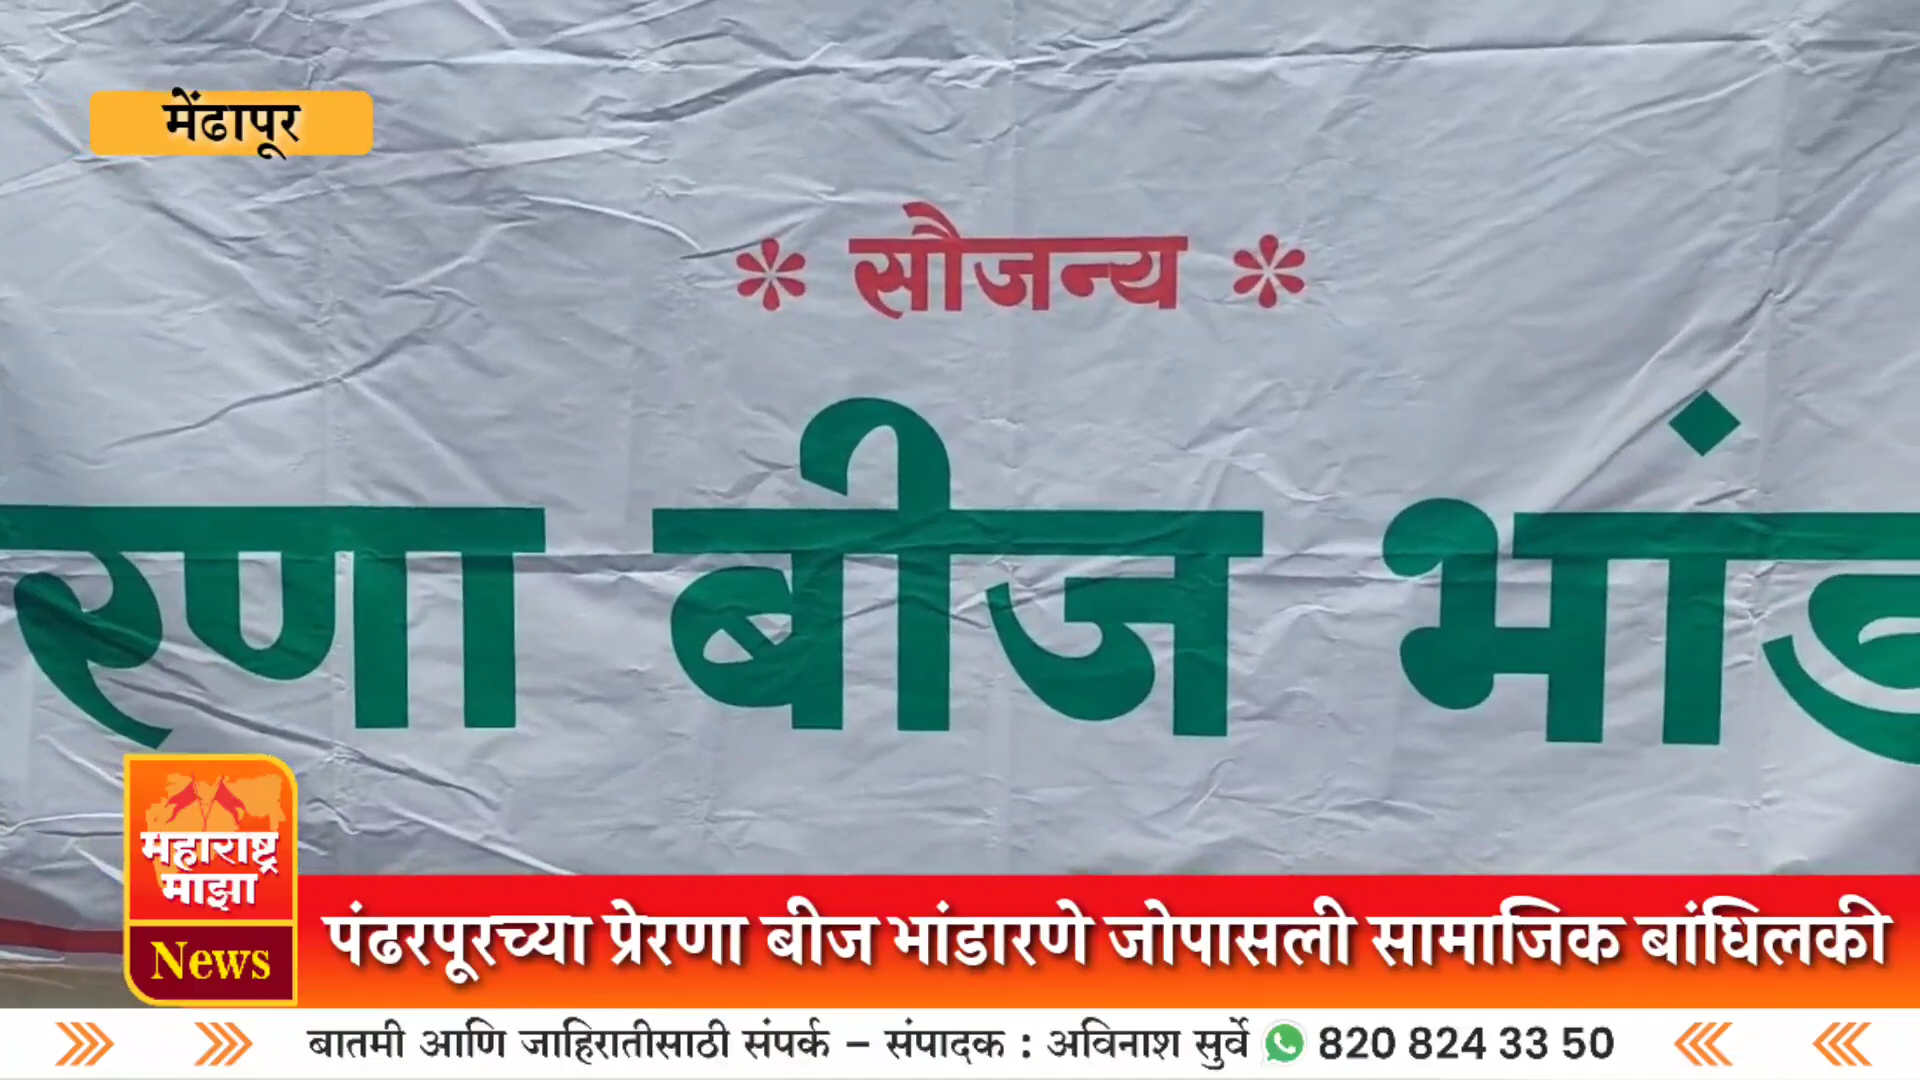 मेंढापूर
* सौजन्य *
रणा बीज भांड
महाराष्ट्र
माझा
News
पंढरपूरच्या प्रेरणा बीज भांडारणे जोपासली सामाजिक बांधिलकी
बातमी आणि जाहिरातीसाठी संपर्क – संपादक : अविनाश सुर्वे 820 824 33 50